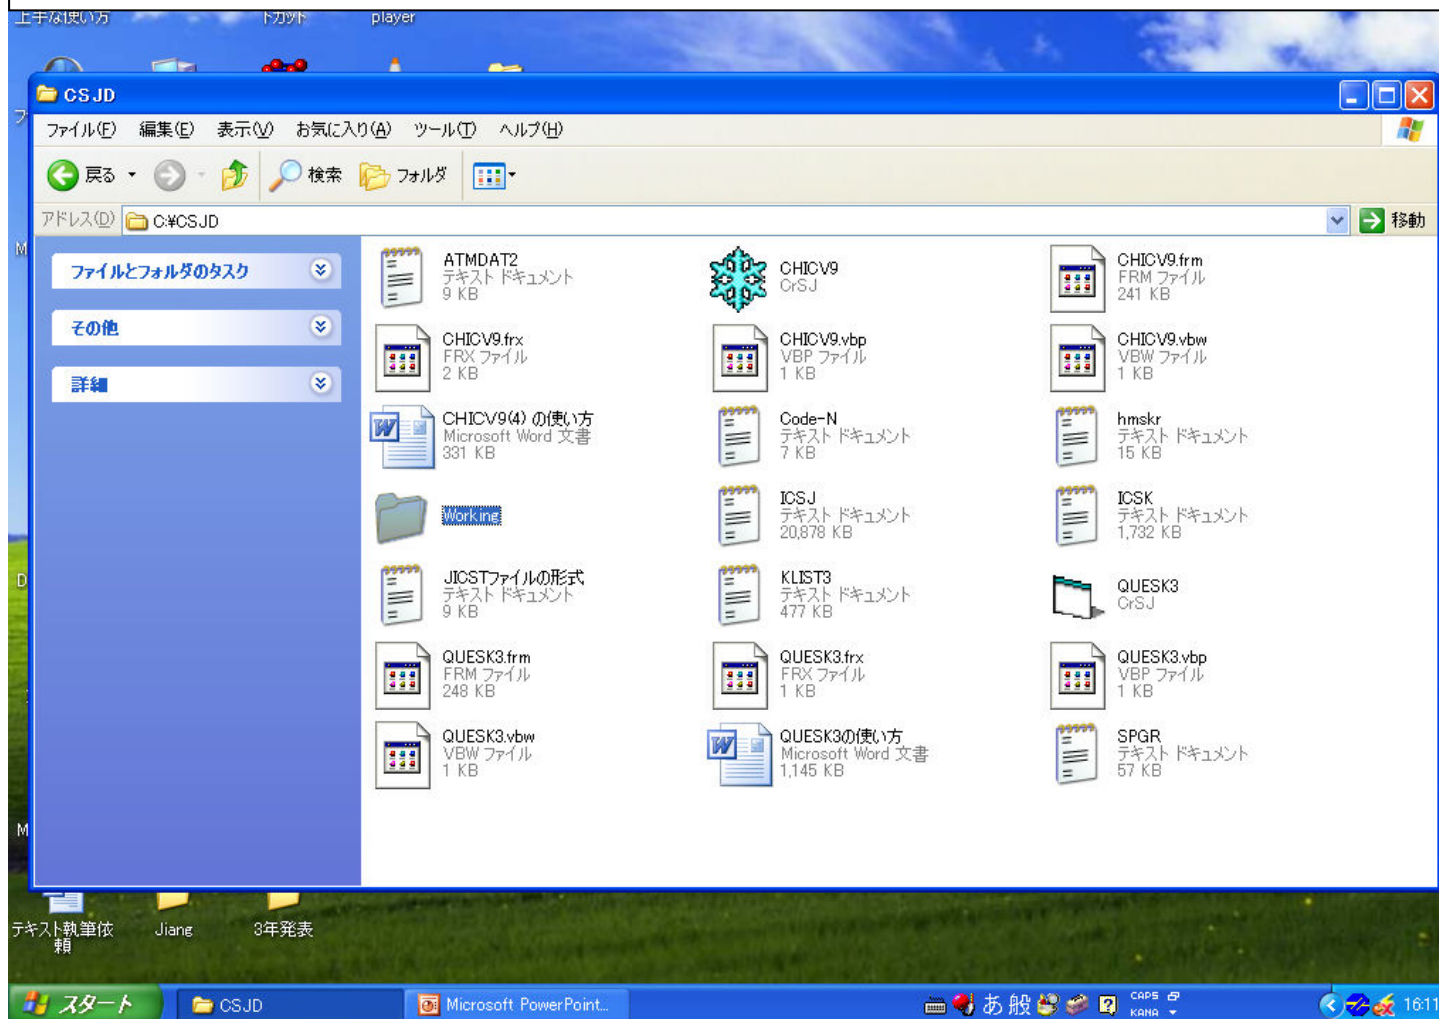 上手な使い方
トカット
player
CSJD
ファイル(F) 編集(E) 表示(V) お気に入り(A) ツール(T) ヘルプ(H)
戻る 検索 フォルダ
アドレス(D) C:¥CSJD 移動
ファイルとフォルダのタスク
その他
詳細
ATMDAT2
テキスト ドキュメント
9 KB
CHICV9
CrSJ
CHICV9.frm
FRM ファイル
241 KB
CHICV9.frx
FRX ファイル
2 KB
CHICV9.vbp
VBP ファイル
1 KB
CHICV9.vbw
VBW ファイル
1 KB
CHICV9(4) の使い方
Microsoft Word 文書
331 KB
Code-N
テキスト ドキュメント
7 KB
hmskr
テキスト ドキュメント
15 KB
Working
ICSJ
テキスト ドキュメント
20,878 KB
ICSK
テキスト ドキュメント
1,732 KB
JICSTファイルの形式
テキスト ドキュメント
9 KB
KLIST3
テキスト ドキュメント
477 KB
QUESK3
CrSJ
QUESK3.frm
FRM ファイル
248 KB
QUESK3.frx
FRX ファイル
1 KB
QUESK3.vbp
VBP ファイル
1 KB
QUESK3.vbw
VBW ファイル
1 KB
QUESK3の使い方
Microsoft Word 文書
1,145 KB
SPGR
テキスト ドキュメント
57 KB
テキスト執筆依
頼
Jiang
3年発表
スタート CSJD Microsoft PowerPoint... あ 般 CAPS KANA 16:11